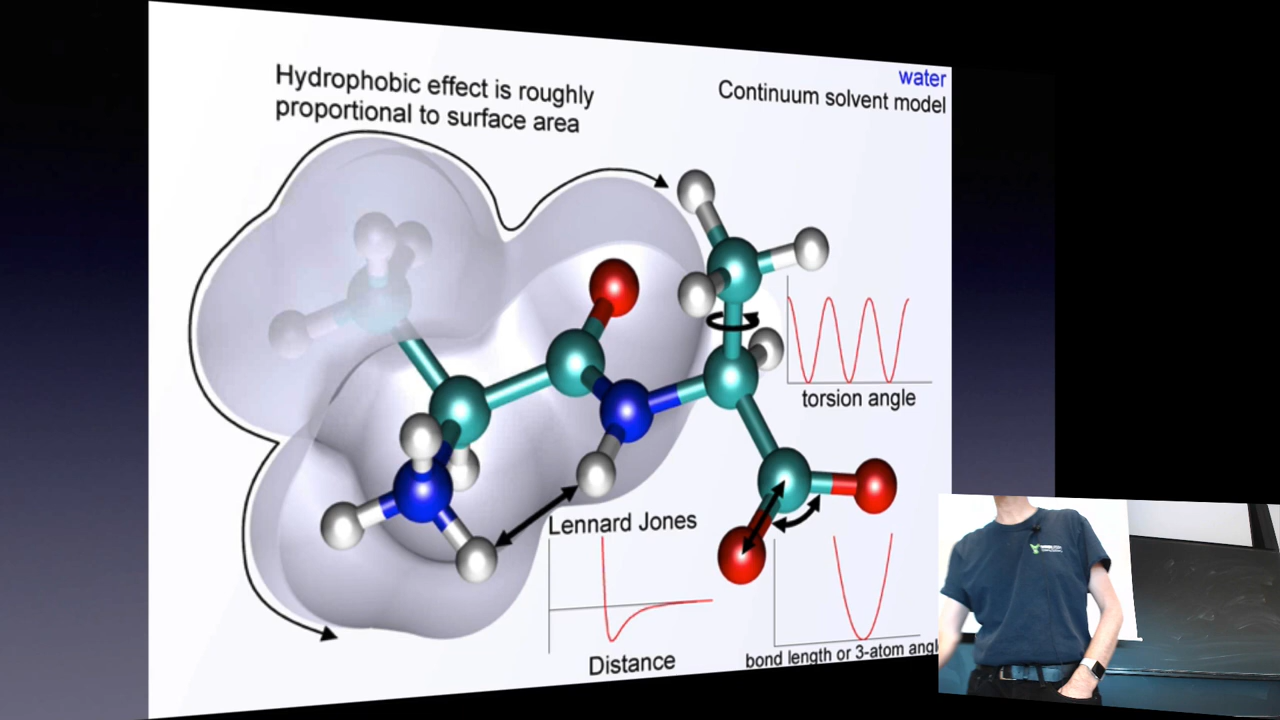 Hydrophobic effect is roughly
proportional to surface area
water
Continuum solvent model
torsion angle
Lennard Jones
Distance
bond length or 3-atom angl